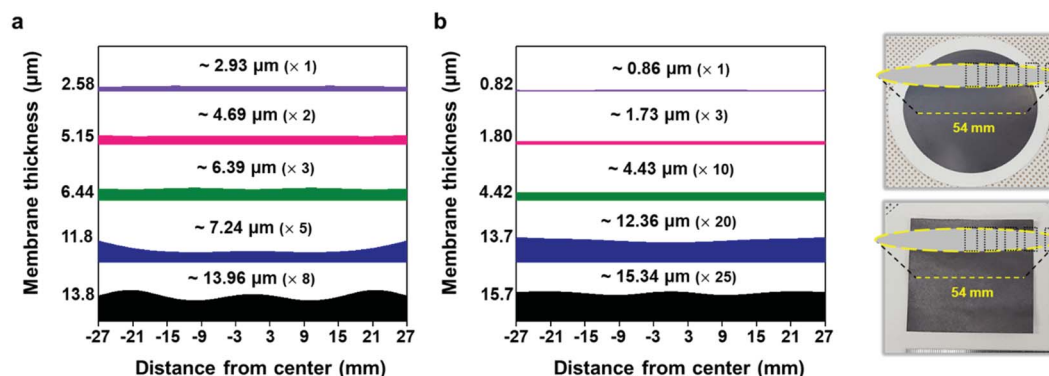 a
Membrane thickness (μm)
2.58
5.15
6.44
11.8
13.8
~ 2.93 μm (× 1)
~ 4.69 μm (× 2)
~ 6.39 μm (× 3)
~ 7.24 μm (× 5)
~ 13.96 μm (× 8)
-27 -21 -15 -9 -3 3 9 15 21 27
Distance from center (mm)
b
Membrane thickness (μm)
0.82
1.80
4.42
13.7
15.7
~ 0.86 μm (× 1)
~ 1.73 μm (× 3)
~ 4.43 μm (× 10)
~ 12.36 μm (× 20)
~ 15.34 μm (× 25)
-27 -21 -15 -9 -3 3 9 15 21 27
Distance from center (mm)
54 mm
54 mm